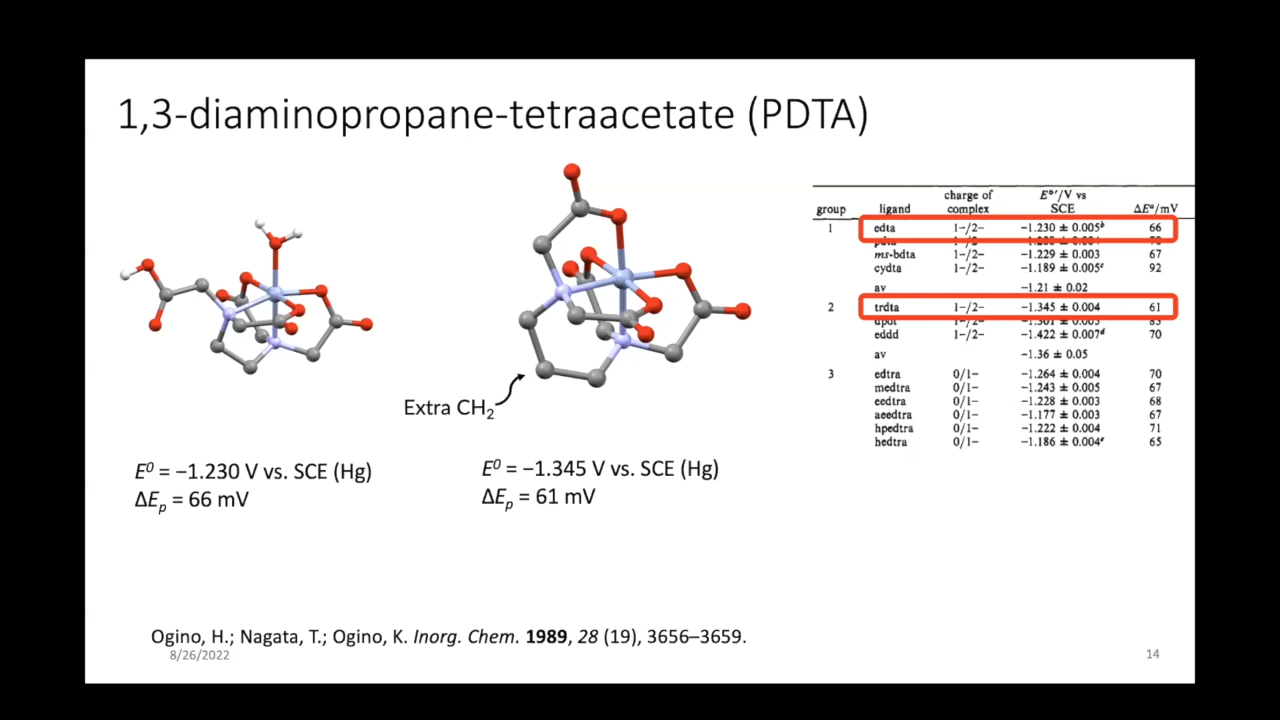 1,3-diaminopropane-tetraacetate (PDTA)
group ligand charge of complex E°′/V vs SCE ΔEᵃ/mV
1 edta 1−/2− −1.230 ± 0.005ᵇ 66
ms-bdta 1−/2− −1.229 ± 0.003 67
cydta 1−/2− −1.189 ± 0.005ᶜ 92
av −1.21 ± 0.02
2 trdta 1−/2− −1.345 ± 0.004 61
eddd 1−/2− −1.422 ± 0.007ᵈ 70
av −1.36 ± 0.05
3 edtra 0/1− −1.264 ± 0.004 70
medtra 0/1− −1.243 ± 0.005 67
eedtra 0/1− −1.228 ± 0.003 68
aeedtra 0/1− −1.177 ± 0.003 67
hpedtra 0/1− −1.222 ± 0.004 71
hedtra 0/1− −1.186 ± 0.004ᵉ 65
Extra CH₂
E⁰ = −1.230 V vs. SCE (Hg)
ΔEₚ = 66 mV
E⁰ = −1.345 V vs. SCE (Hg)
ΔEₚ = 61 mV
Ogino, H.; Nagata, T.; Ogino, K. Inorg. Chem. 1989, 28 (19), 3656–3659.
8/26/2022
14